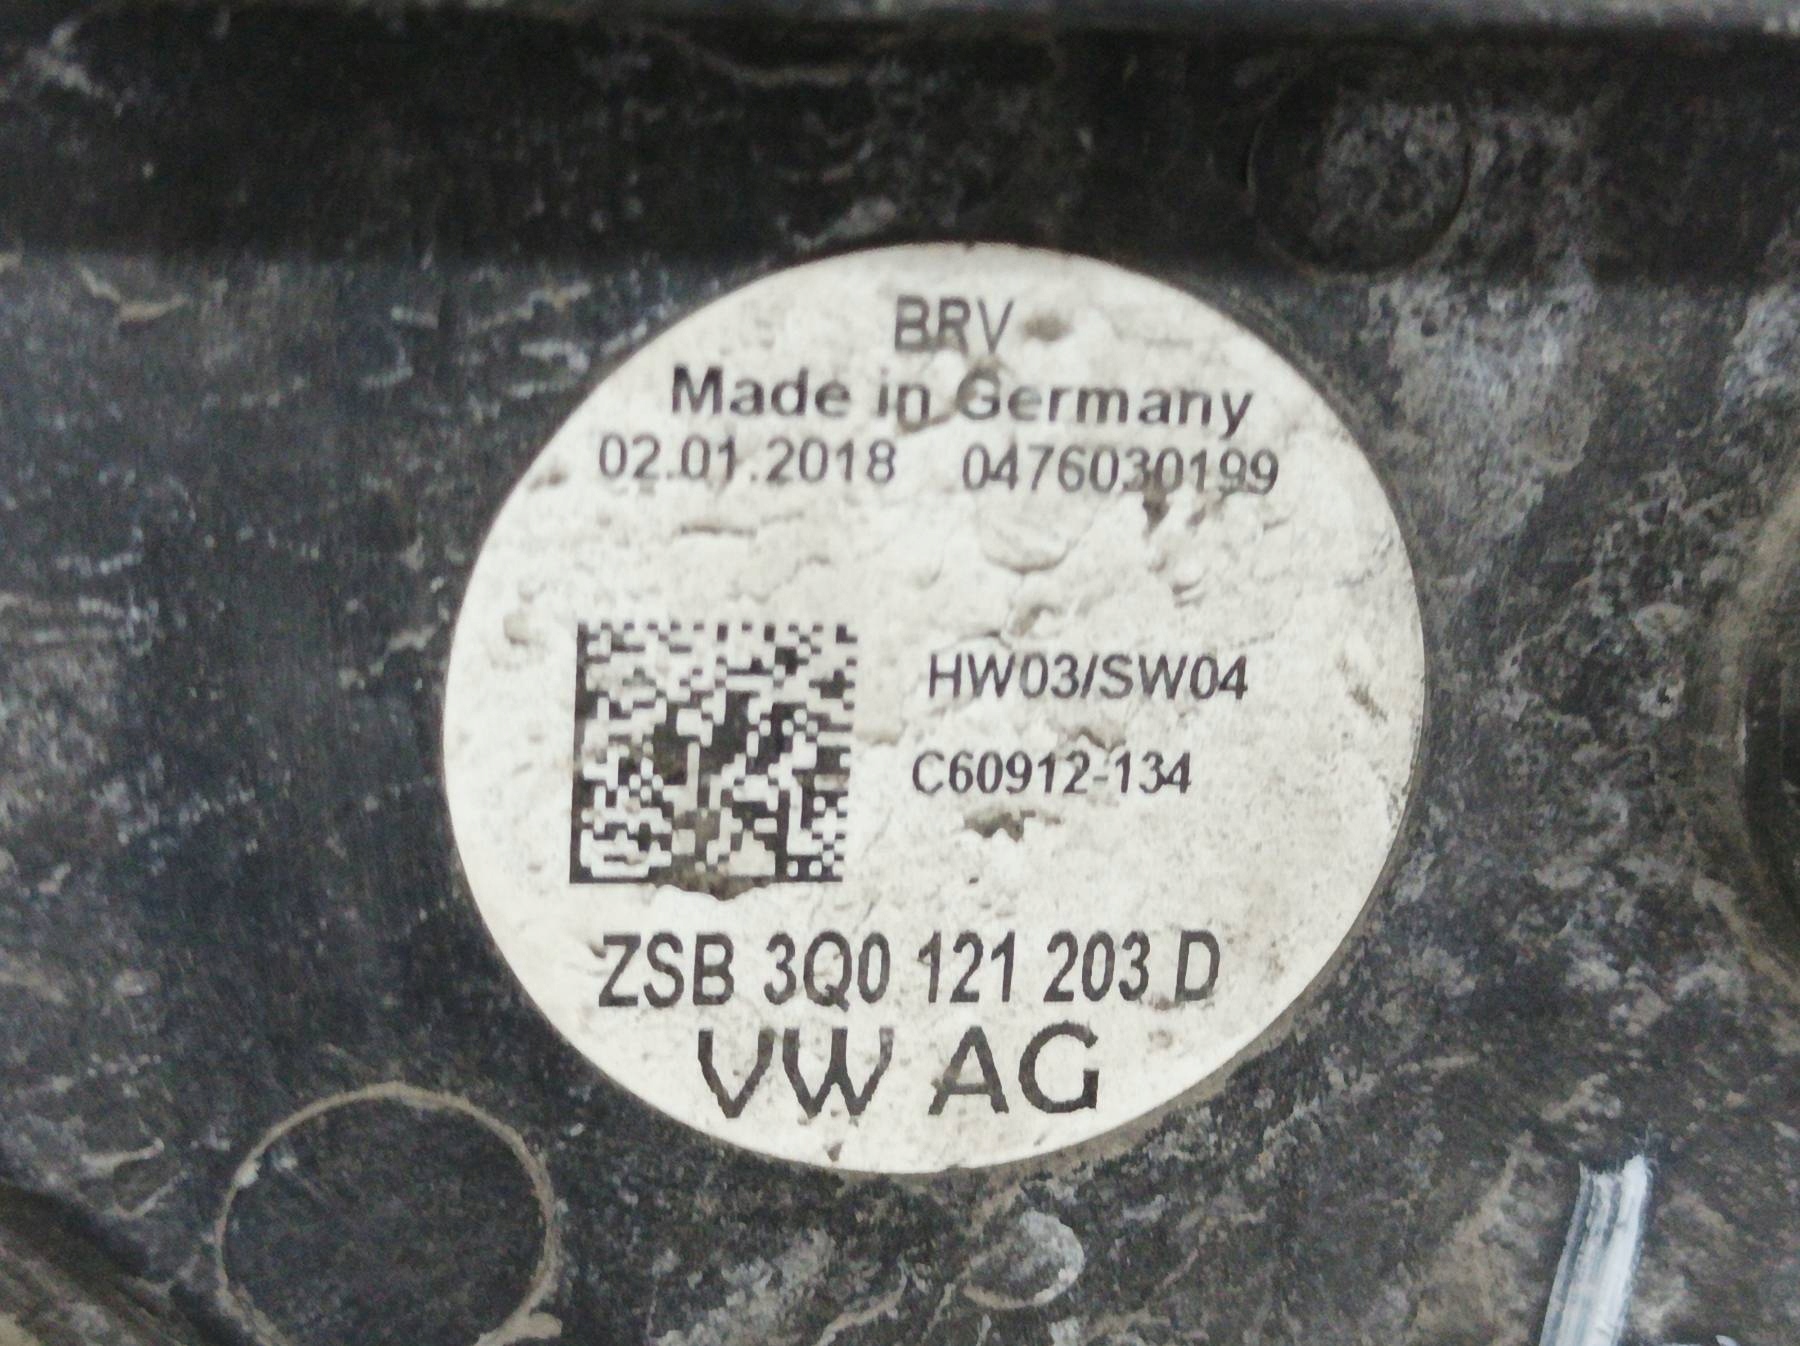 BRV
Made in Germany
02.01.2018 0476030199
HW03/SW04
C60912-134
ZSB 3Q0 121 203 D
VW AG